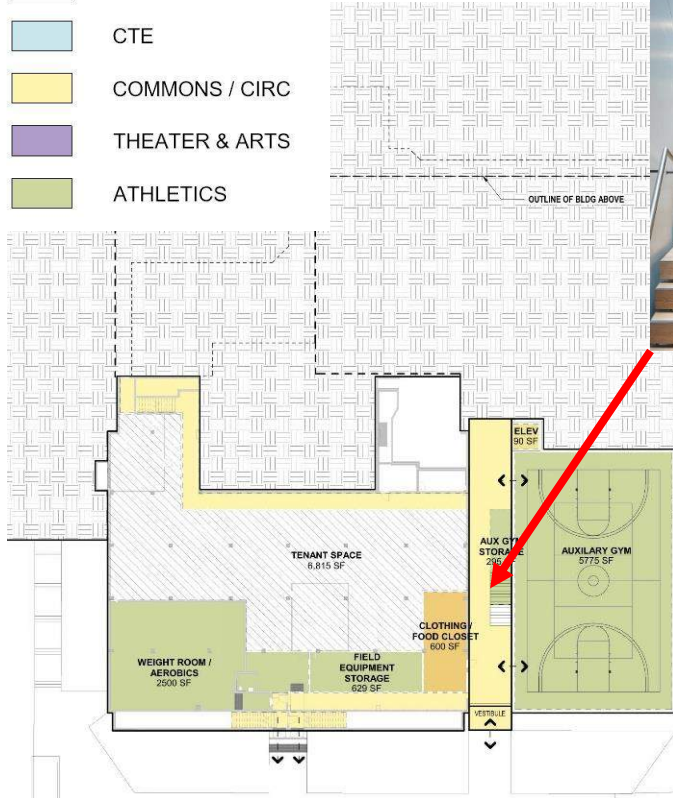 CTE
COMMONS / CIRC
THEATER & ARTS
ATHLETICS
OUTLINE OF BLDG ABOVE
ELEV
90 SF
AUX GYM
STORAGE
295
AUXILARY GYM
5775 SF
TENANT SPACE
6,815 SF
CLOTHING /
FOOD CLOSET
600 SF
WEIGHT ROOM /
AEROBICS
2500 SF
FIELD
EQUIPMENT
STORAGE
629 SF
VESTIBULE